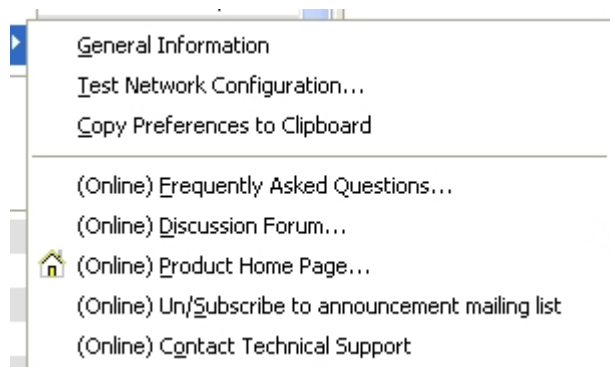 General Information
Test Network Configuration...
Copy Preferences to Clipboard
(Online) Frequently Asked Questions...
(Online) Discussion Forum...
(Online) Product Home Page...
(Online) Un/Subscribe to announcement mailing list
(Online) Contact Technical Support